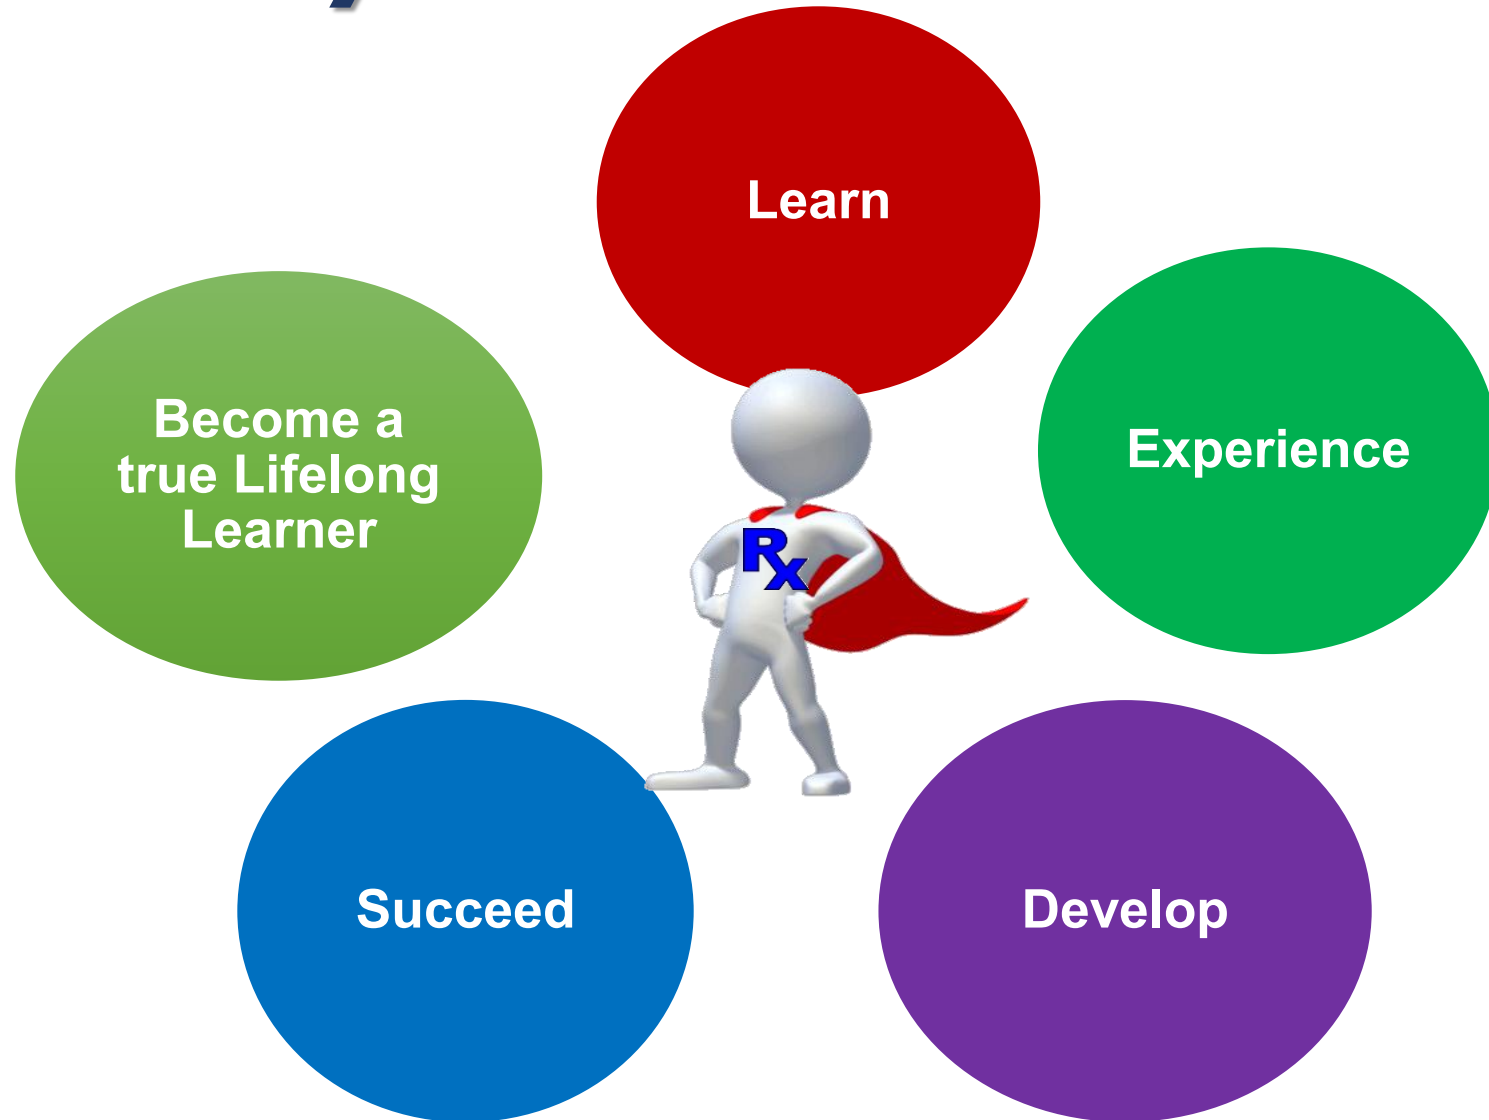 Learn
Experience
Become a
true Lifelong
Learner
Rx
Succeed
Develop